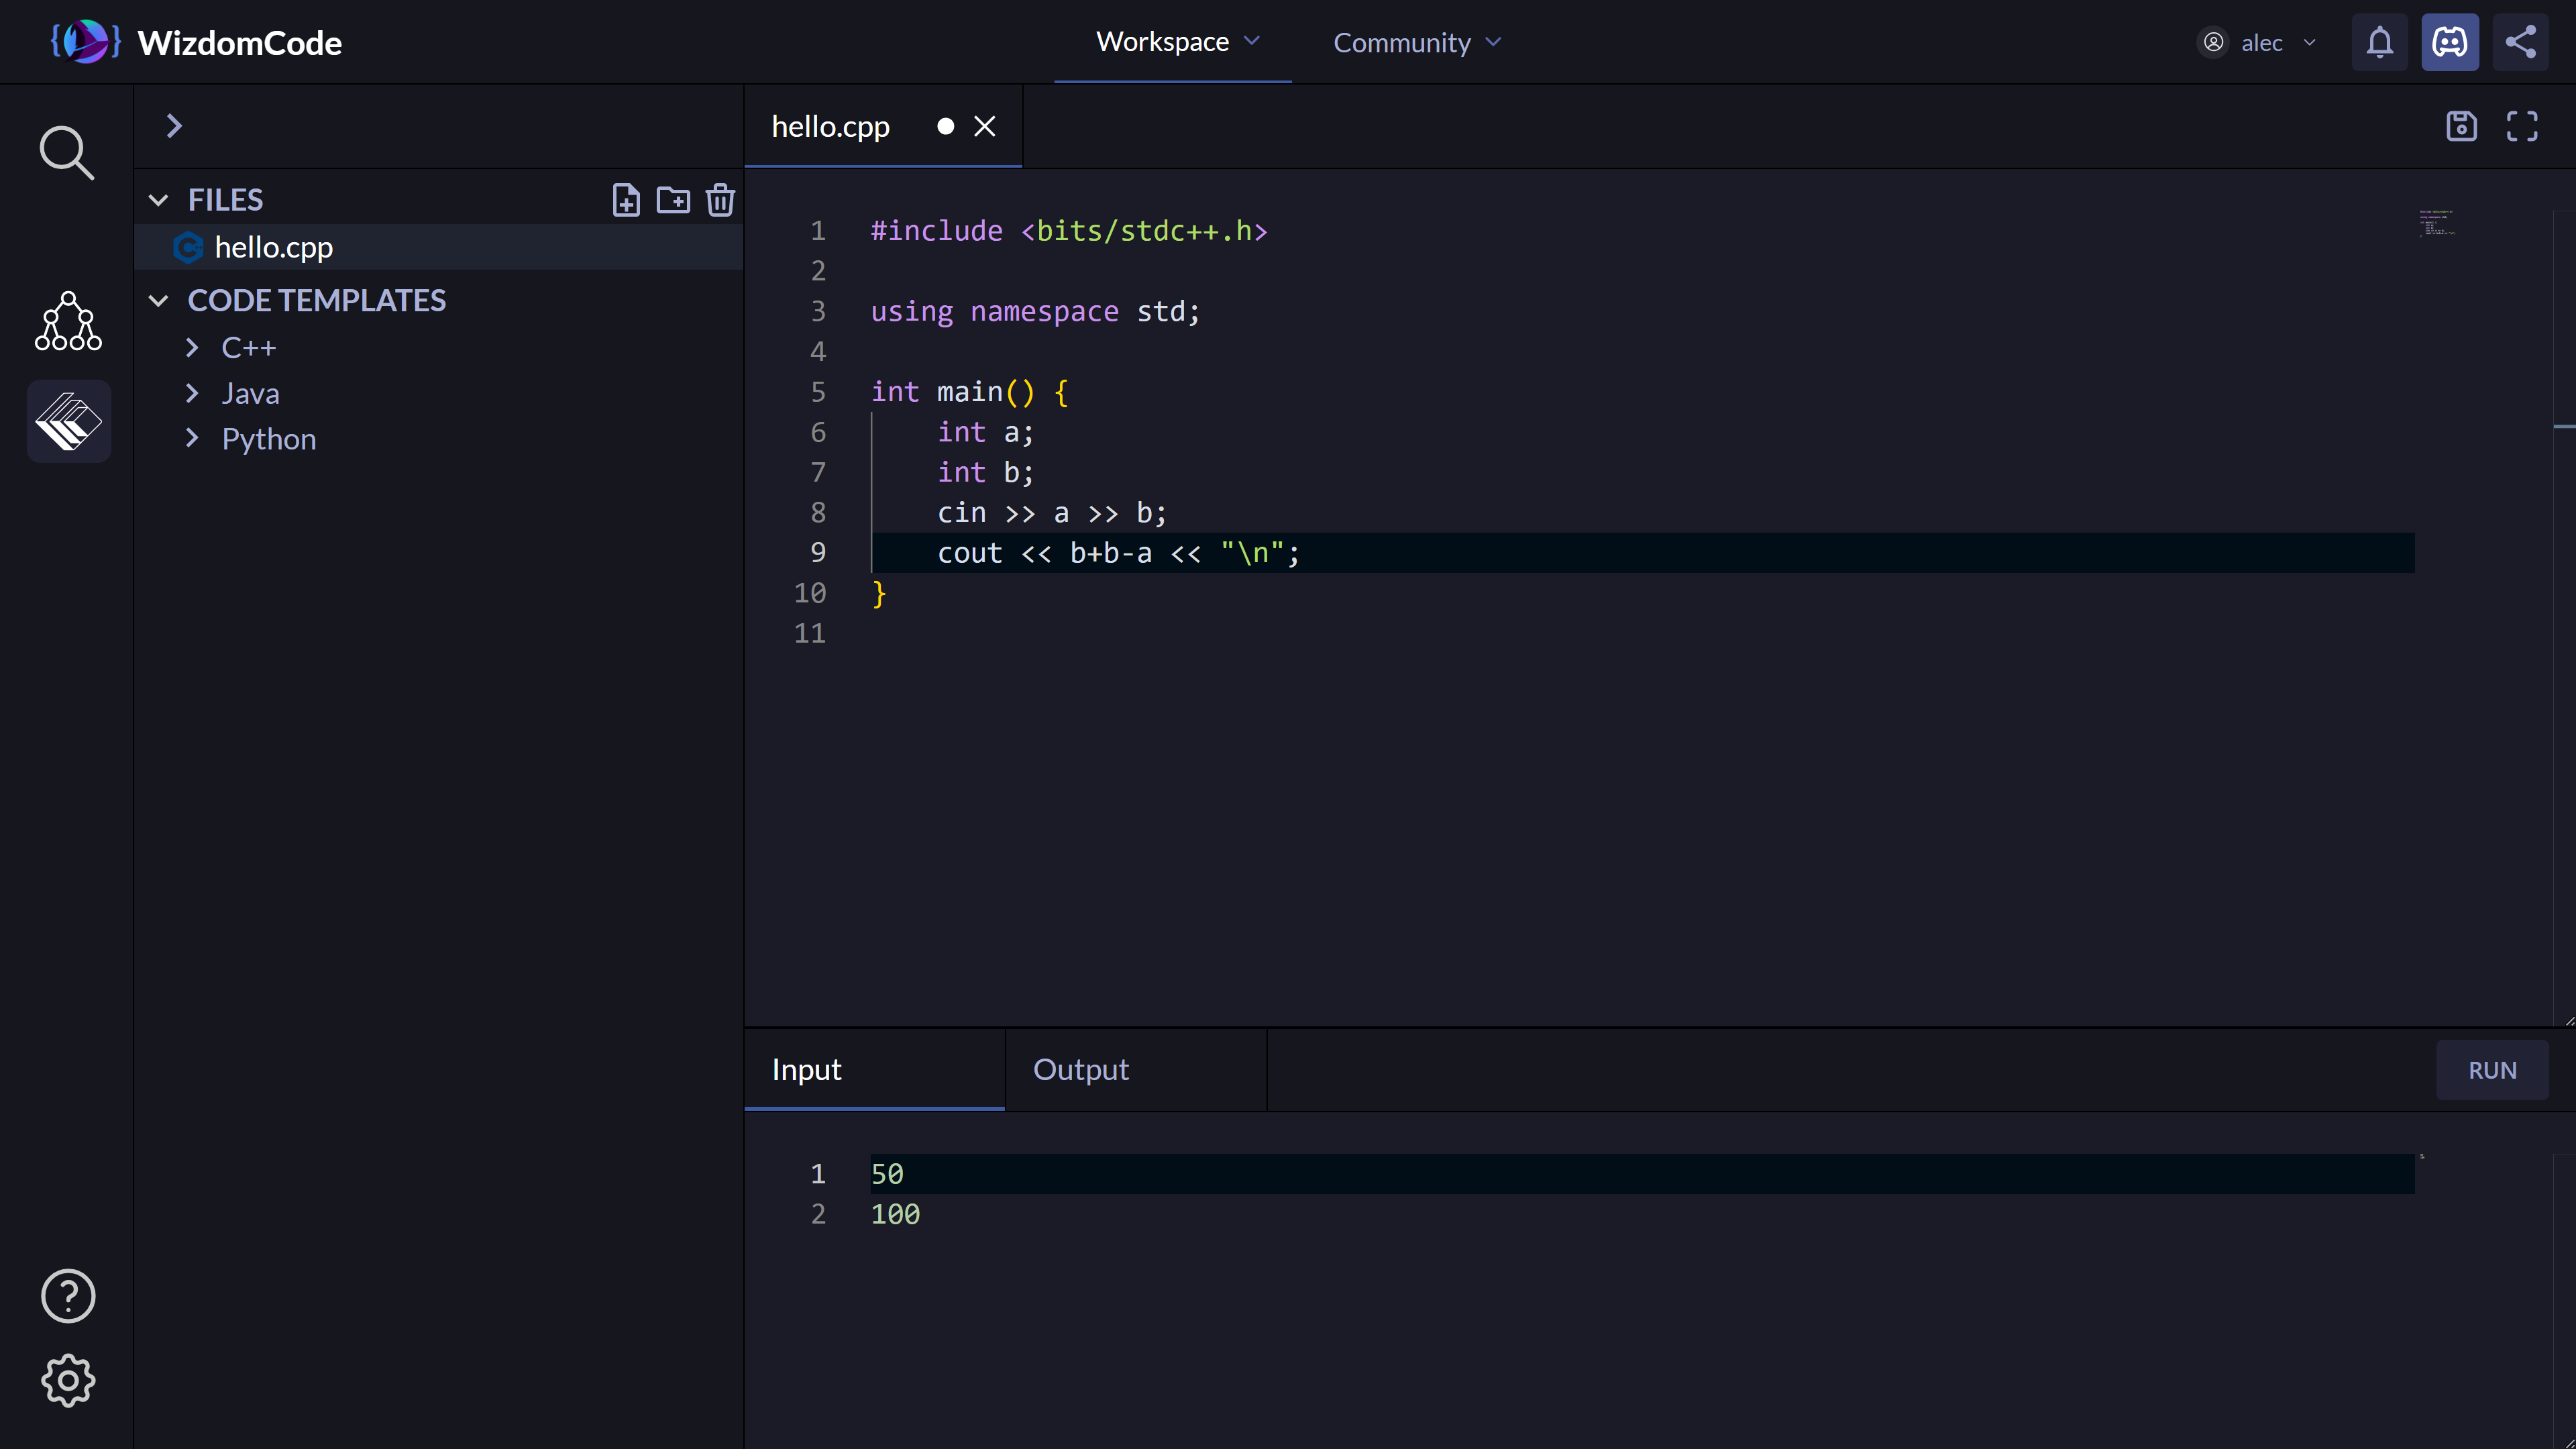 WizdomCode
Workspace
Community
alec
hello.cpp
FILES
hello.cpp
CODE TEMPLATES
C++
Java
Python
1 #include <bits/stdc++.h>
2
3 using namespace std;
4
5 int main() {
6 int a;
7 int b;
8 cin >> a >> b;
9 cout << b+b-a << "\n";
10 }
11
Input
Output
RUN
1 50
2 100